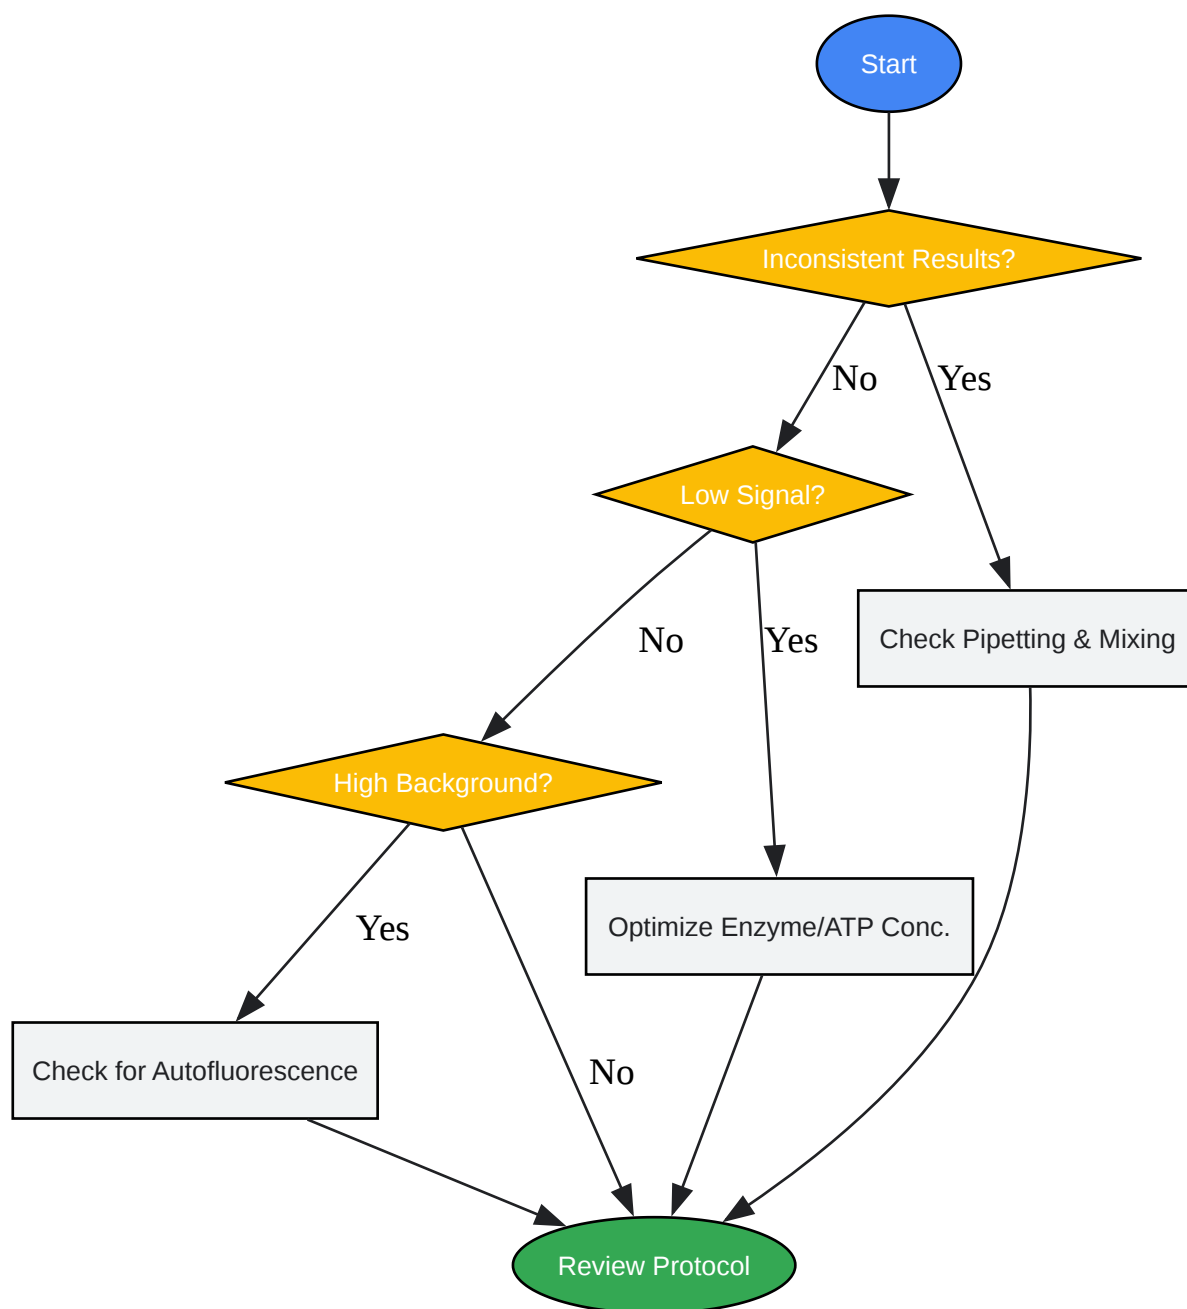 Start
Inconsistent Results?
No
Yes
Low Signal?
No
Yes
Check Pipetting & Mixing
High Background?
Yes
Optimize Enzyme/ATP Conc.
Check for Autofluorescence
No
Review Protocol